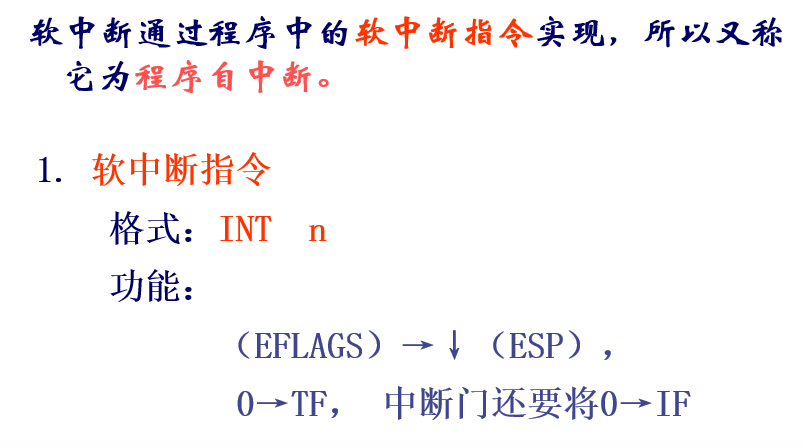 软中断通过程序中的软中断指令实现，所以又称
它为程序自中断。
1. 软中断指令
格式：INT n
功能：
（EFLAGS）→↓（ESP），
0→TF， 中断门还要将0→IF